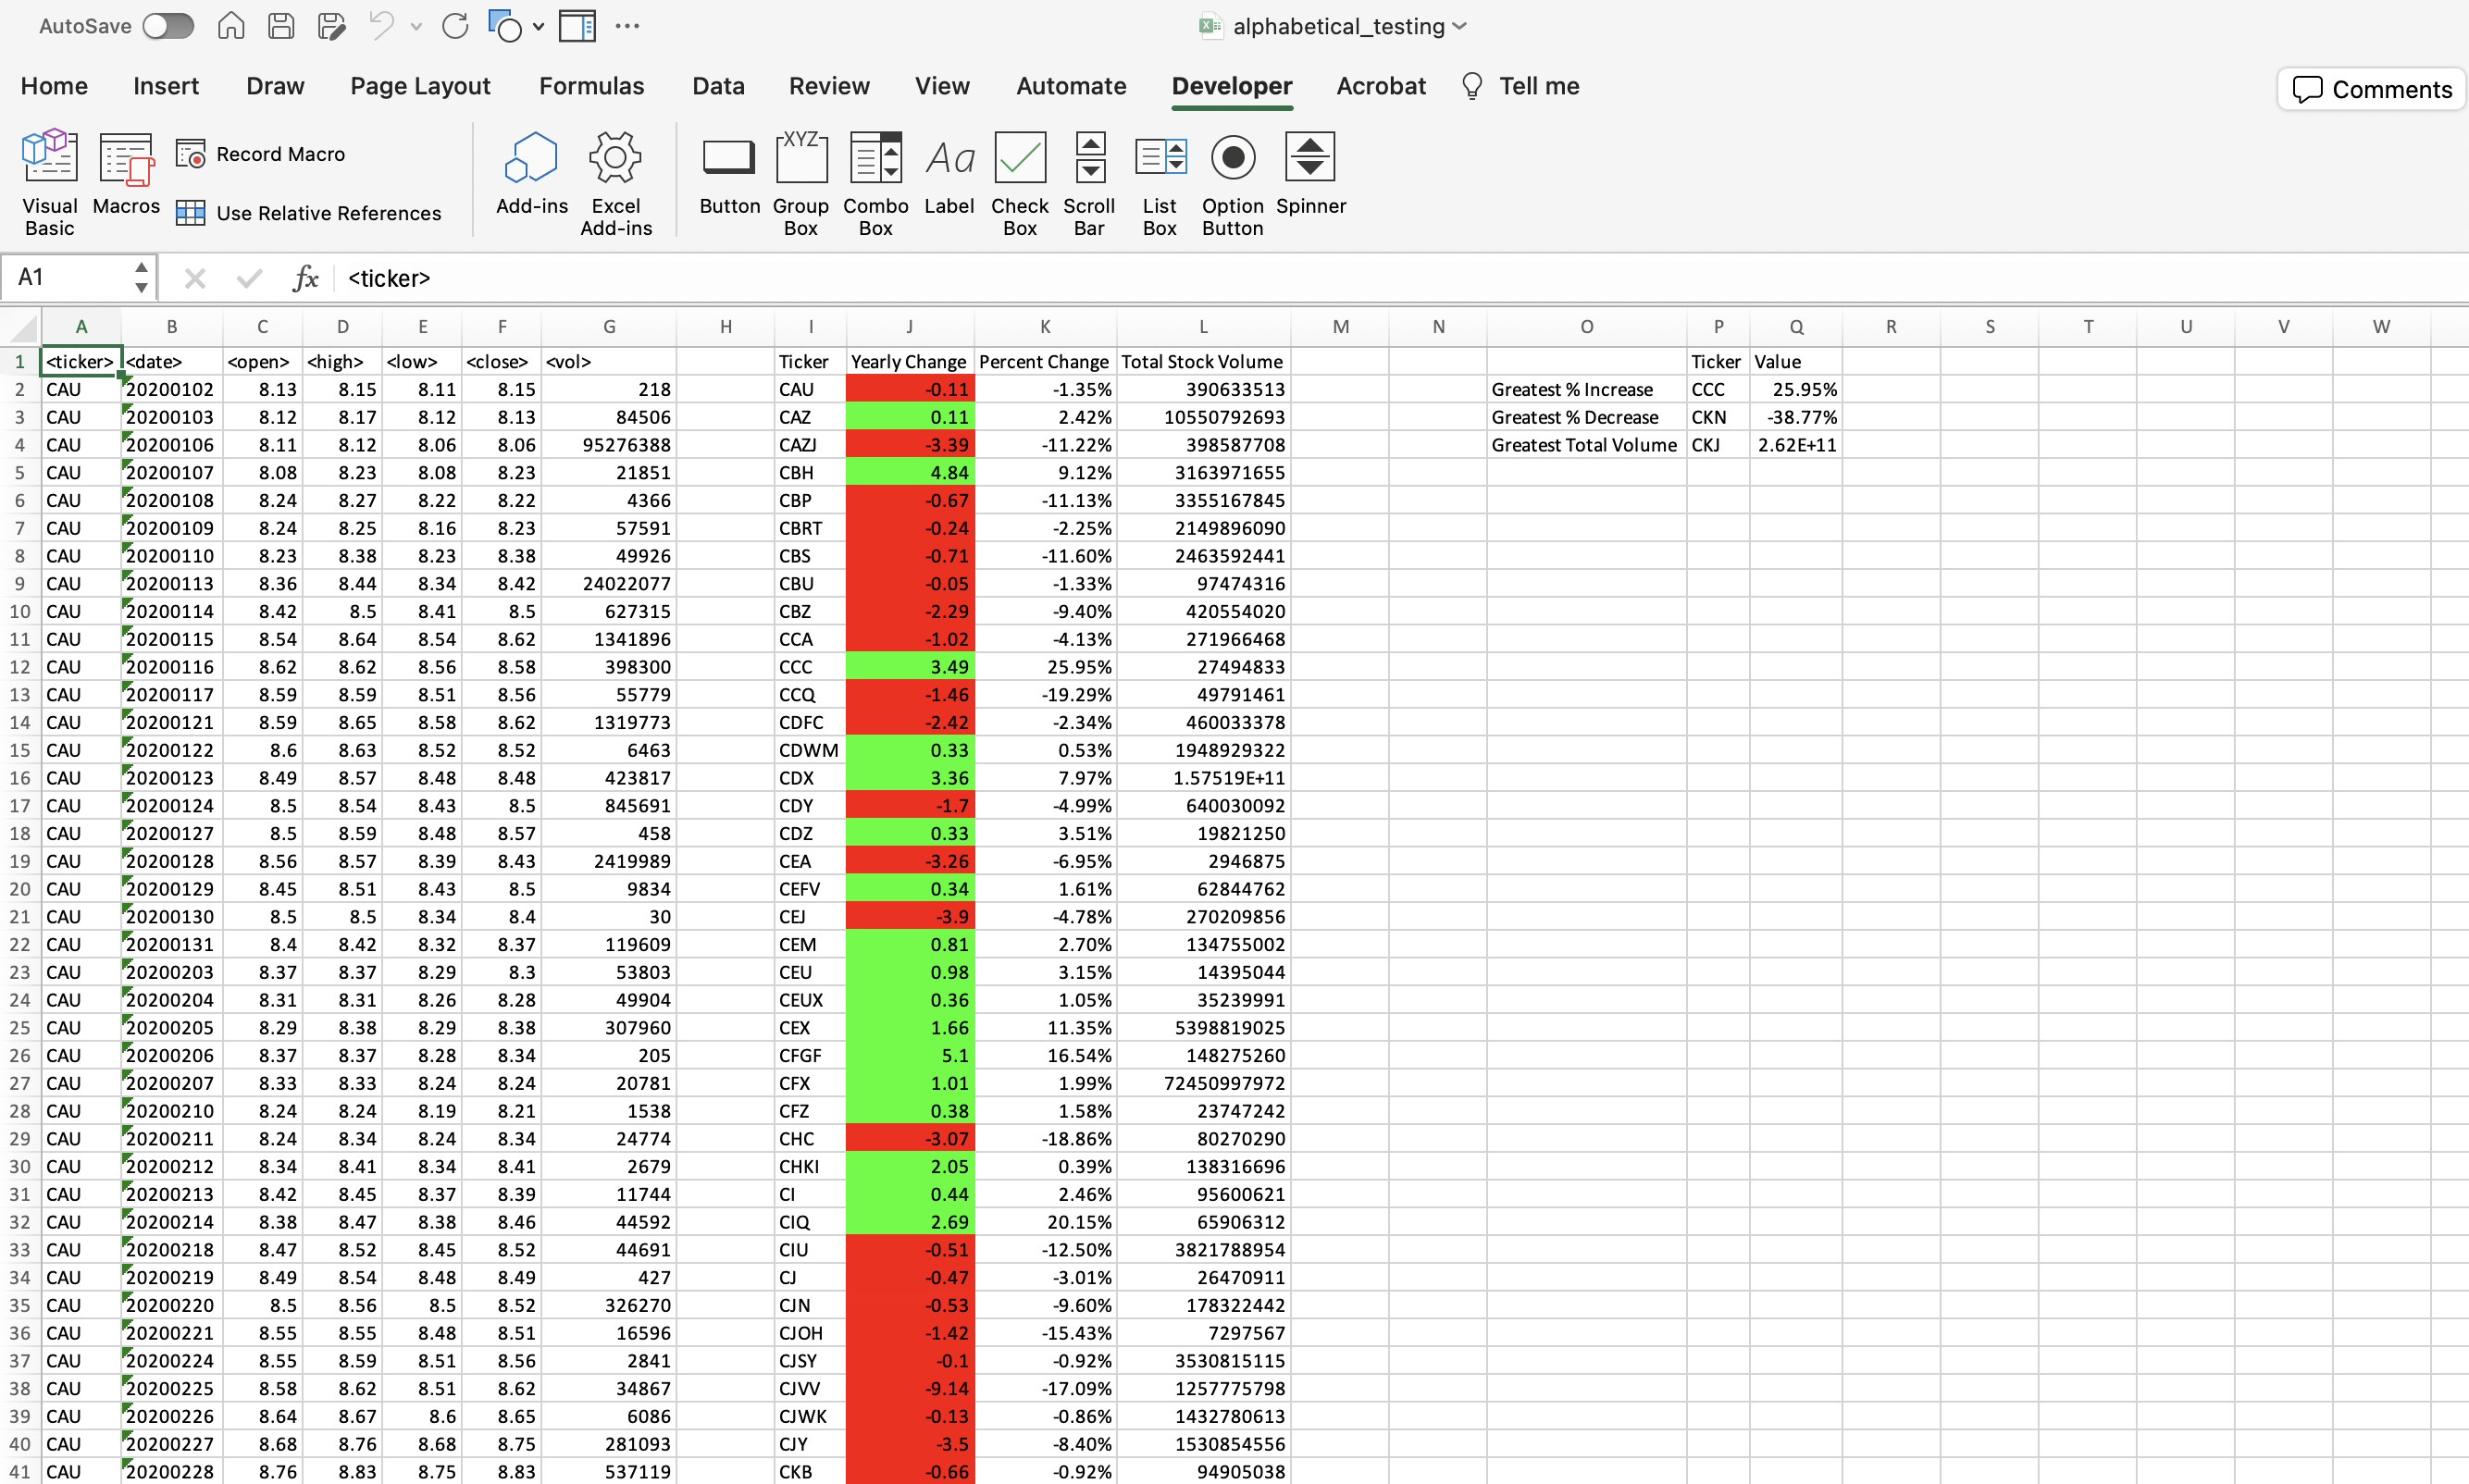 AutoSave alphabetical_testing
Home Insert Draw Page Layout Formulas Data Review View Automate Developer Acrobat Tell me Comments
Visual Basic Macros Record Macro Use Relative References Add-ins Excel Add-ins Button Group Box Combo Box Label Check Box Scroll Bar List Box Option Button Spinner
XYZ Aa
A1 fx <ticker>
A B C D E F G H I J K L M N O P Q R S T U V W
1 <ticker> <date> <open> <high> <low> <close> <vol> Ticker Yearly Change Percent Change Total Stock Volume Ticker Value
2 CAU 20200102 8.13 8.15 8.11 8.15 218 CAU -0.11 -1.35% 390633513 Greatest % Increase CCC 25.95%
3 CAU 20200103 8.12 8.17 8.12 8.13 84506 CAZ 0.11 2.42% 10550792693 Greatest % Decrease CKN -38.77%
4 CAU 20200106 8.11 8.12 8.06 8.06 95276388 CAZJ -3.39 -11.22% 398587708 Greatest Total Volume CKJ 2.62E+11
5 CAU 20200107 8.08 8.23 8.08 8.23 21851 CBH 4.84 9.12% 3163971655
6 CAU 20200108 8.24 8.27 8.22 8.22 4366 CBP -0.67 -11.13% 3355167845
7 CAU 20200109 8.24 8.25 8.16 8.23 57591 CBRT -0.24 -2.25% 2149896090
8 CAU 20200110 8.23 8.38 8.23 8.38 49926 CBS -0.71 -11.60% 2463592441
9 CAU 20200113 8.36 8.44 8.34 8.42 24022077 CBU -0.05 -1.33% 97474316
10 CAU 20200114 8.42 8.5 8.41 8.5 627315 CBZ -2.29 -9.40% 420554020
11 CAU 20200115 8.54 8.64 8.54 8.62 1341896 CCA -1.02 -4.13% 271966468
12 CAU 20200116 8.62 8.62 8.56 8.58 398300 CCC 3.49 25.95% 27494833
13 CAU 20200117 8.59 8.59 8.51 8.56 55779 CCQ -1.46 -19.29% 49791461
14 CAU 20200121 8.59 8.65 8.58 8.62 1319773 CDFC -2.42 -2.34% 460033378
15 CAU 20200122 8.6 8.63 8.52 8.52 6463 CDWM 0.33 0.53% 1948929322
16 CAU 20200123 8.49 8.57 8.48 8.48 423817 CDX 3.36 7.97% 1.57519E+11
17 CAU 20200124 8.5 8.54 8.43 8.5 845691 CDY -1.7 -4.99% 640030092
18 CAU 20200127 8.5 8.59 8.48 8.57 458 CDZ 0.33 3.51% 19821250
19 CAU 20200128 8.56 8.57 8.39 8.43 2419989 CEA -3.26 -6.95% 2946875
20 CAU 20200129 8.45 8.51 8.43 8.5 9834 CEFV 0.34 1.61% 62844762
21 CAU 20200130 8.5 8.5 8.34 8.4 30 CEJ -3.9 -4.78% 270209856
22 CAU 20200131 8.4 8.42 8.32 8.37 119609 CEM 0.81 2.70% 134755002
23 CAU 20200203 8.37 8.37 8.29 8.3 53803 CEU 0.98 3.15% 14395044
24 CAU 20200204 8.31 8.31 8.26 8.28 49904 CEUX 0.36 1.05% 35239991
25 CAU 20200205 8.29 8.38 8.29 8.38 307960 CEX 1.66 11.35% 5398819025
26 CAU 20200206 8.37 8.37 8.28 8.34 205 CFGF 5.1 16.54% 148275260
27 CAU 20200207 8.33 8.33 8.24 8.24 20781 CFX 1.01 1.99% 72450997972
28 CAU 20200210 8.24 8.24 8.19 8.21 1538 CFZ 0.38 1.58% 23747242
29 CAU 20200211 8.24 8.34 8.24 8.34 24774 CHC -3.07 -18.86% 80270290
30 CAU 20200212 8.34 8.41 8.34 8.41 2679 CHKI 2.05 0.39% 138316696
31 CAU 20200213 8.42 8.45 8.37 8.39 11744 CI 0.44 2.46% 95600621
32 CAU 20200214 8.38 8.47 8.38 8.46 44592 CIQ 2.69 20.15% 65906312
33 CAU 20200218 8.47 8.52 8.45 8.52 44691 CIU -0.51 -12.50% 3821788954
34 CAU 20200219 8.49 8.54 8.48 8.49 427 CJ -0.47 -3.01% 26470911
35 CAU 20200220 8.5 8.56 8.5 8.52 326270 CJN -0.53 -9.60% 178322442
36 CAU 20200221 8.55 8.55 8.48 8.51 16596 CJOH -1.42 -15.43% 7297567
37 CAU 20200224 8.55 8.59 8.51 8.56 2841 CJSY -0.1 -0.92% 3530815115
38 CAU 20200225 8.58 8.62 8.51 8.62 34867 CJVV -9.14 -17.09% 1257775798
39 CAU 20200226 8.64 8.67 8.6 8.65 6086 CJWK -0.13 -0.86% 1432780613
40 CAU 20200227 8.68 8.76 8.68 8.75 281093 CJY -3.5 -8.40% 1530854556
41 CAU 20200228 8.76 8.83 8.75 8.83 537119 CKB -0.66 -0.92% 94905038